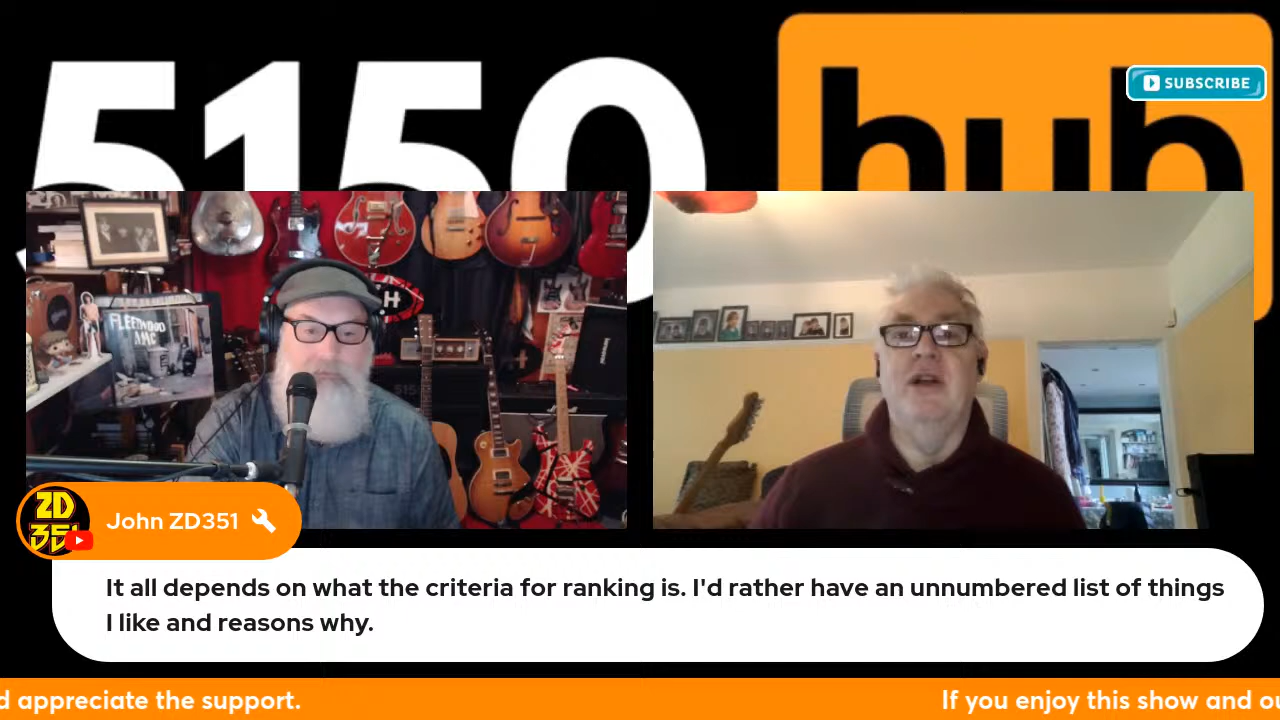 5150 hub
SUBSCRIBE
FLEETWOOD
MAC
H
ZD
351
John ZD351
It all depends on what the criteria for ranking is. I'd rather have an unnumbered list of things
I like and reasons why.
d appreciate the support.
If you enjoy this show and ou